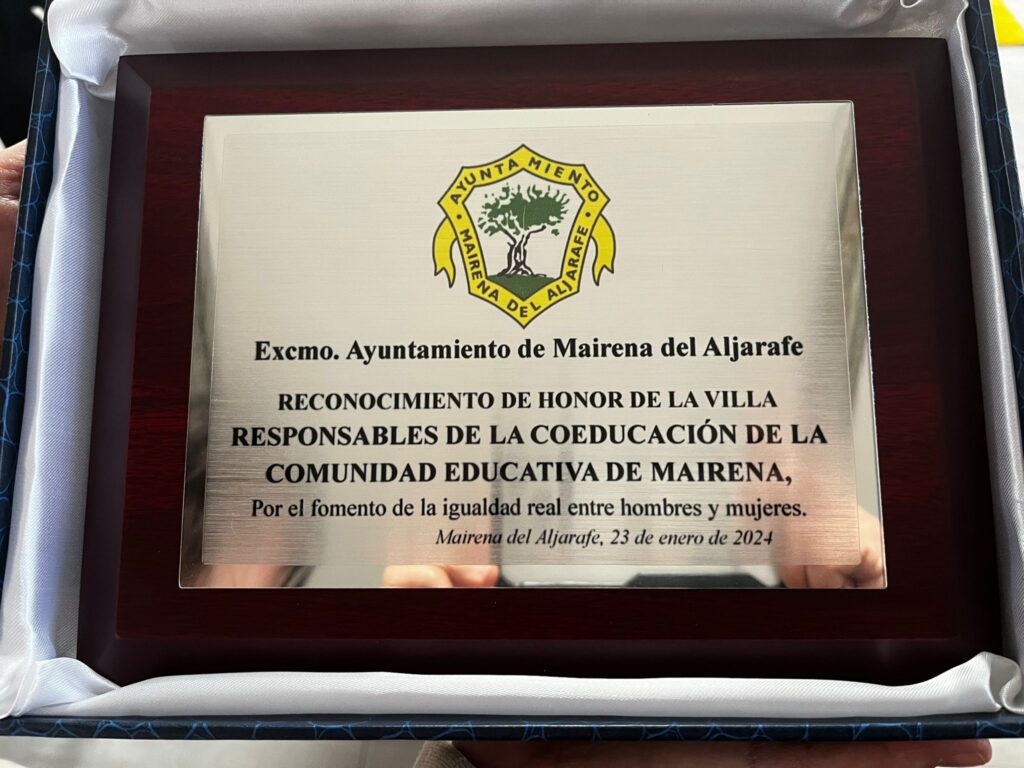 AYUNTAMIENTO
MAIRENA DEL ALJARAFE
Excmo. Ayuntamiento de Mairena del Aljarafe
RECONOCIMIENTO DE HONOR DE LA VILLA
RESPONSABLES DE LA COEDUCACIÓN DE LA
COMUNIDAD EDUCATIVA DE MAIRENA,
Por el fomento de la igualdad real entre hombres y mujeres.
Mairena del Aljarafe, 23 de enero de 2024